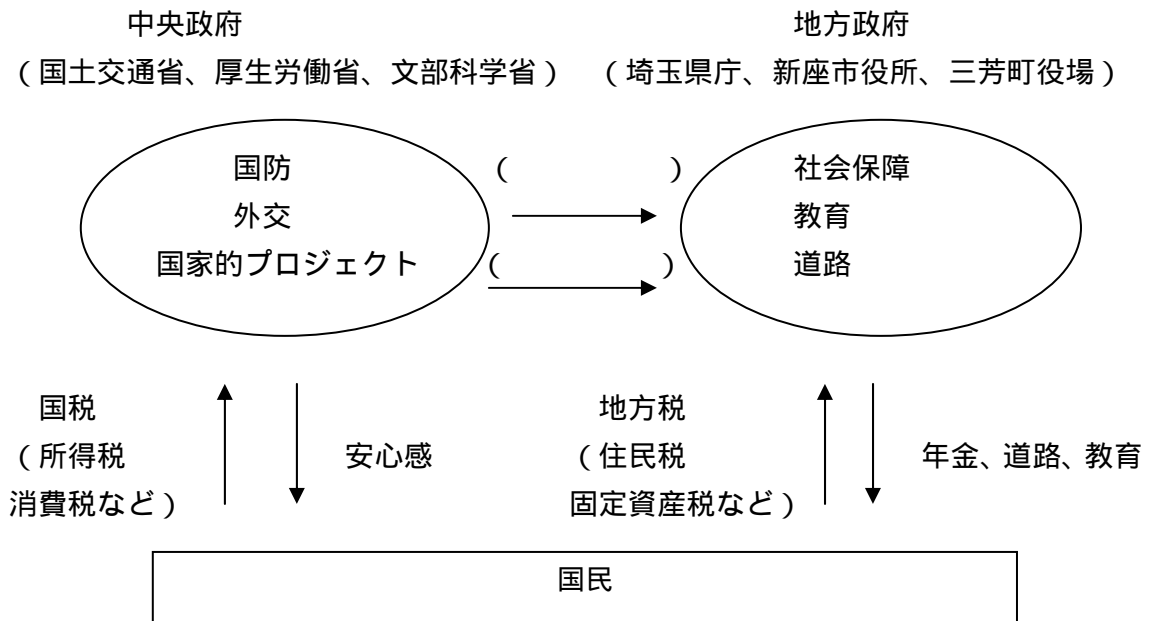 中央政府 地方政府
(国土交通省、厚生労働省、文部科学省) (埼玉県庁、新座市役所、三芳町役場)
国防 ( ) 社会保障
外交 教育
国家的プロジェクト ( ) 道路
国税 地方税
(所得税 安心感 (住民税 年金、道路、教育
消費税など) 固定資産税など)
国民